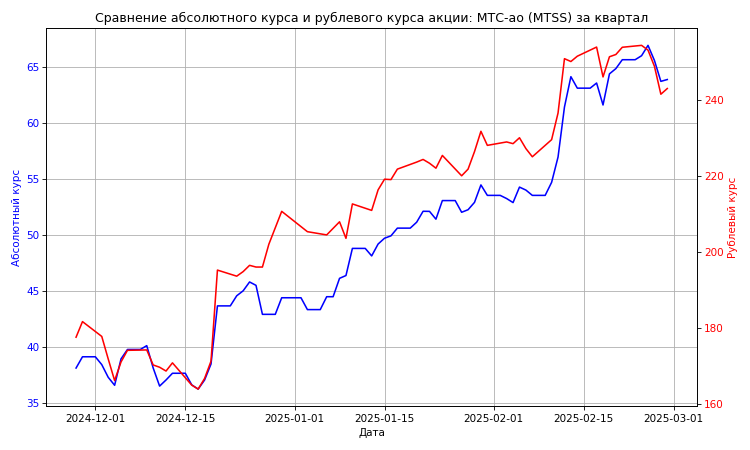 Сравнение абсолютного курса и рублевого курса акции: МТС-ао (MTSS) за квартал
Абсолютный курс
65
60
55
50
45
40
35
240
220
200
180
160
Рублевый курс
2024-12-01 2024-12-15 2025-01-01 2025-01-15 2025-02-01 2025-02-15 2025-03-01
Дата